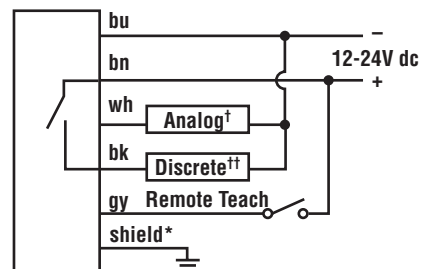 bu
−
12-24V dc
bn
+
wh
Analog†
bk
Discrete††
gy Remote Teach
shield*